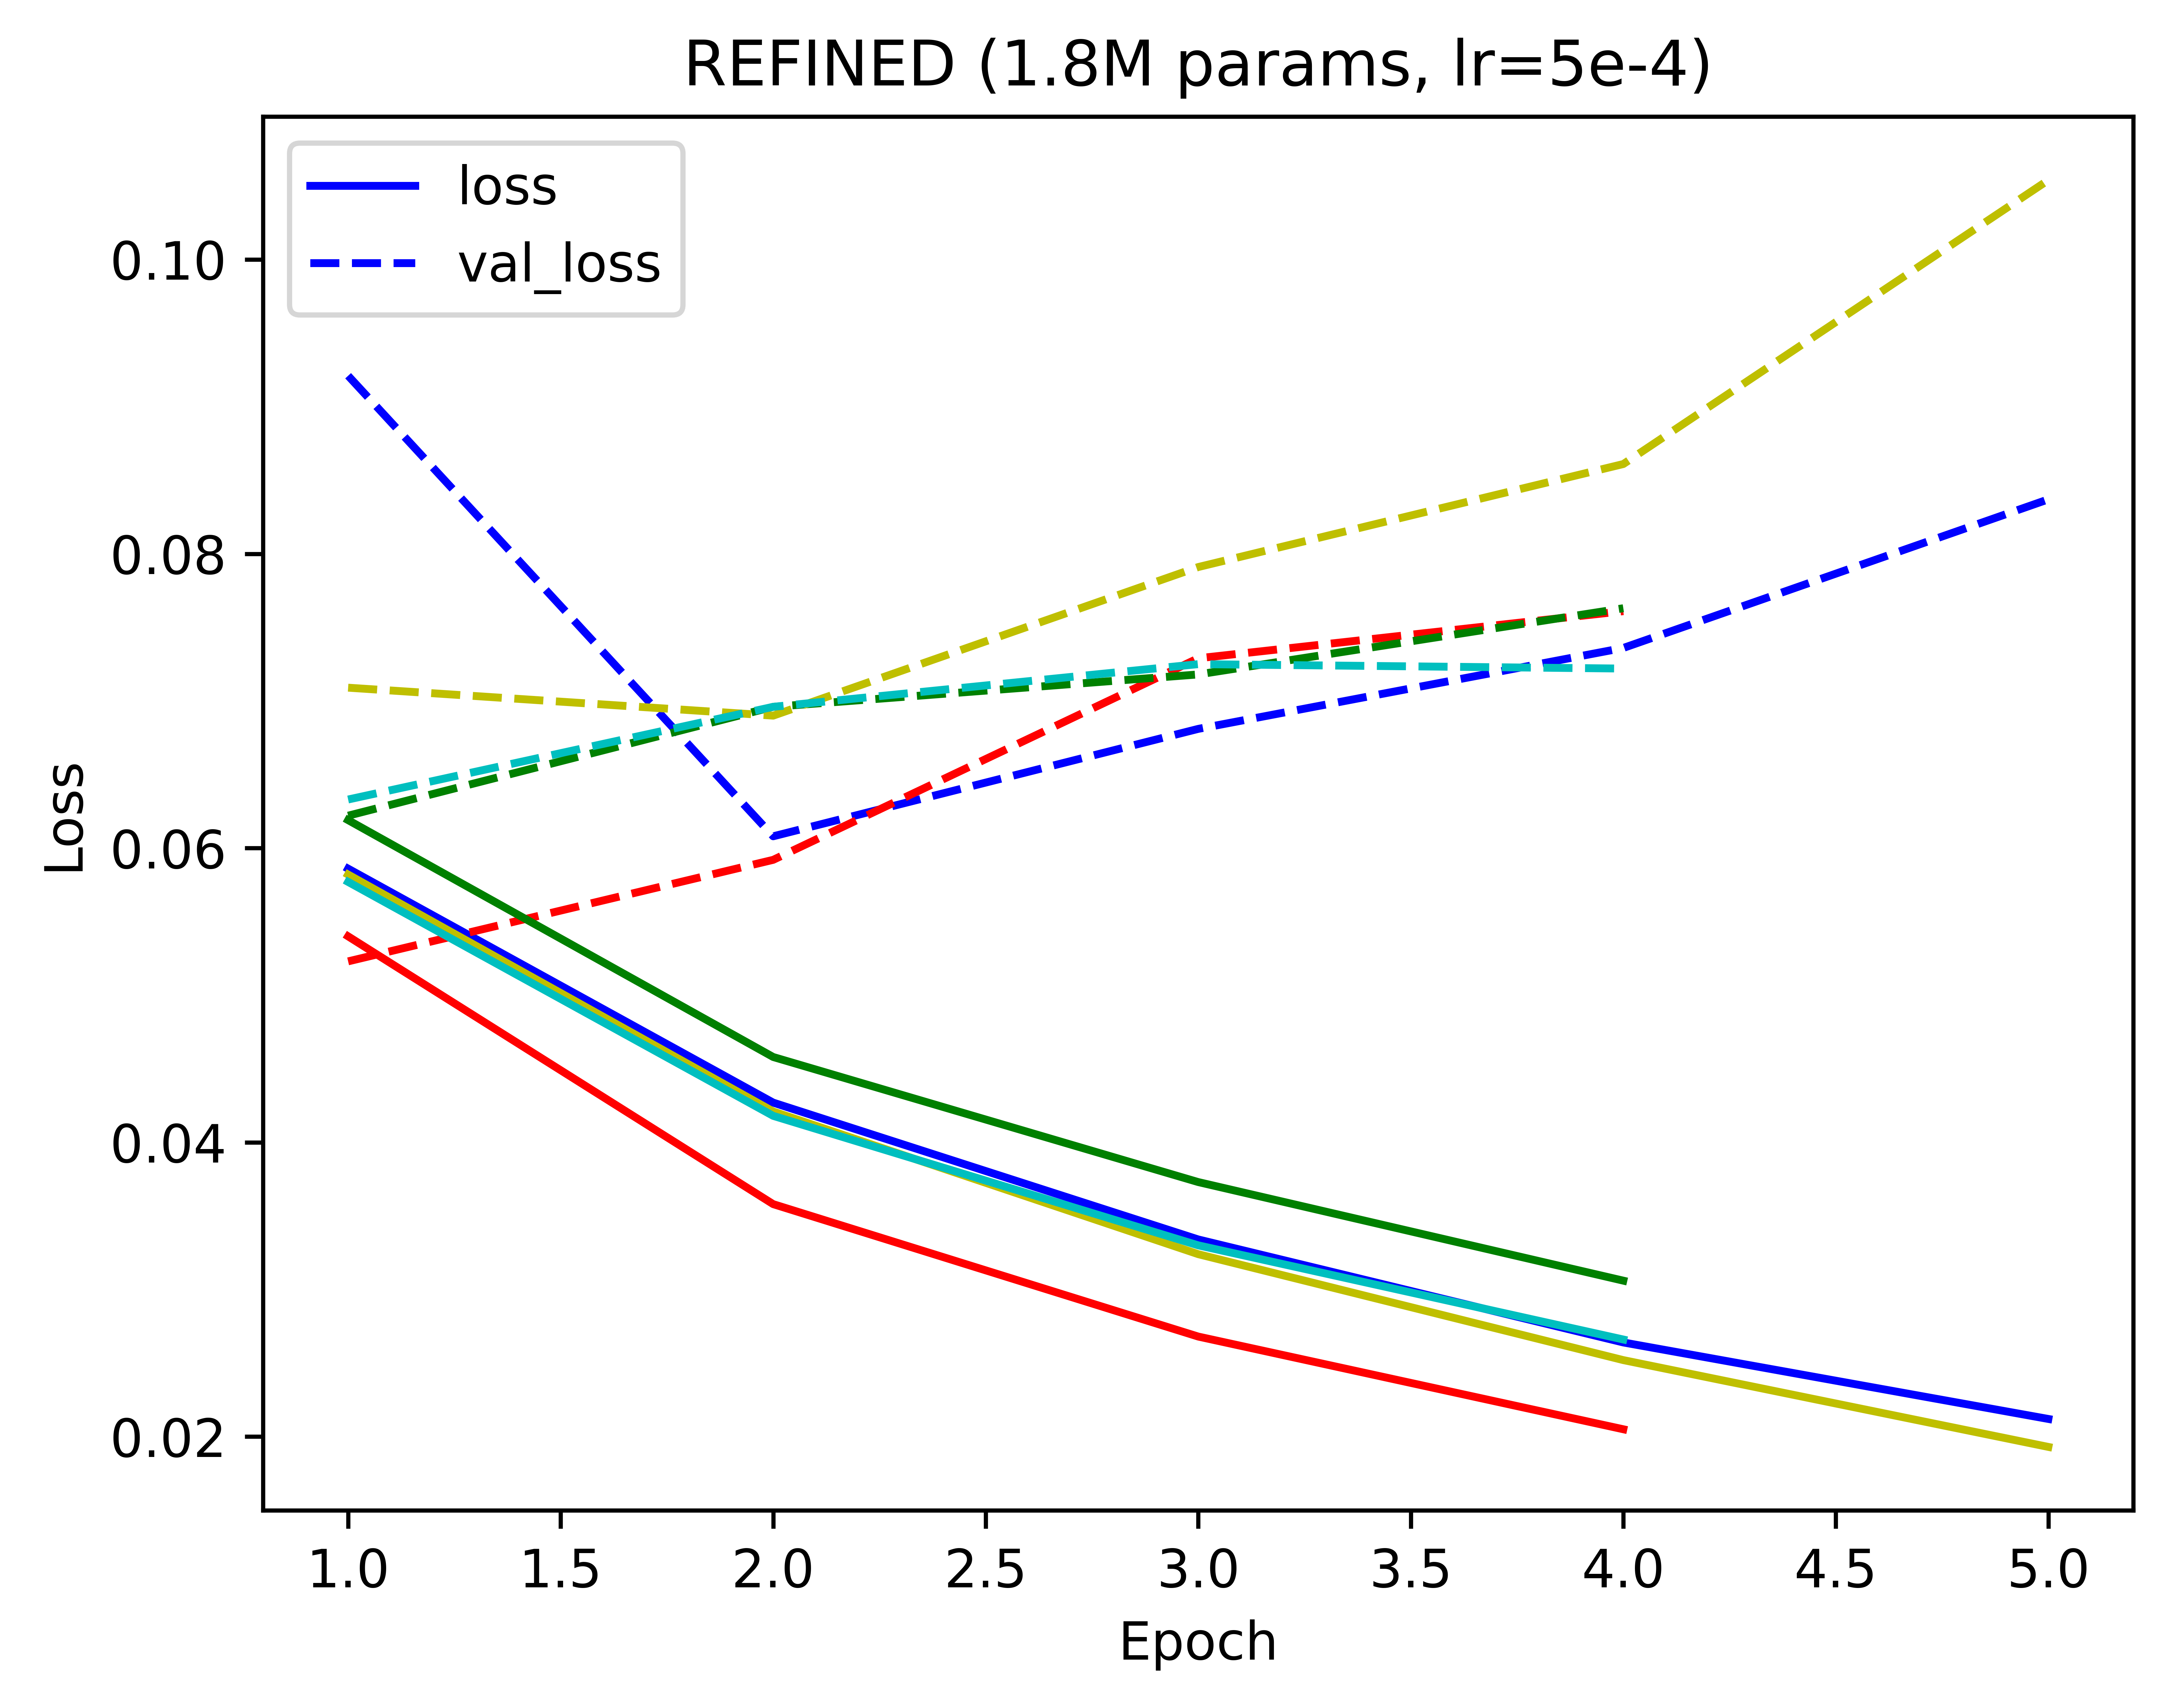 REFINED (1.8M params, lr=5e-4)
loss
val_loss
0.10
0.08
0.06
0.04
0.02
Loss
1.0 1.5 2.0 2.5 3.0 3.5 4.0 4.5 5.0
Epoch